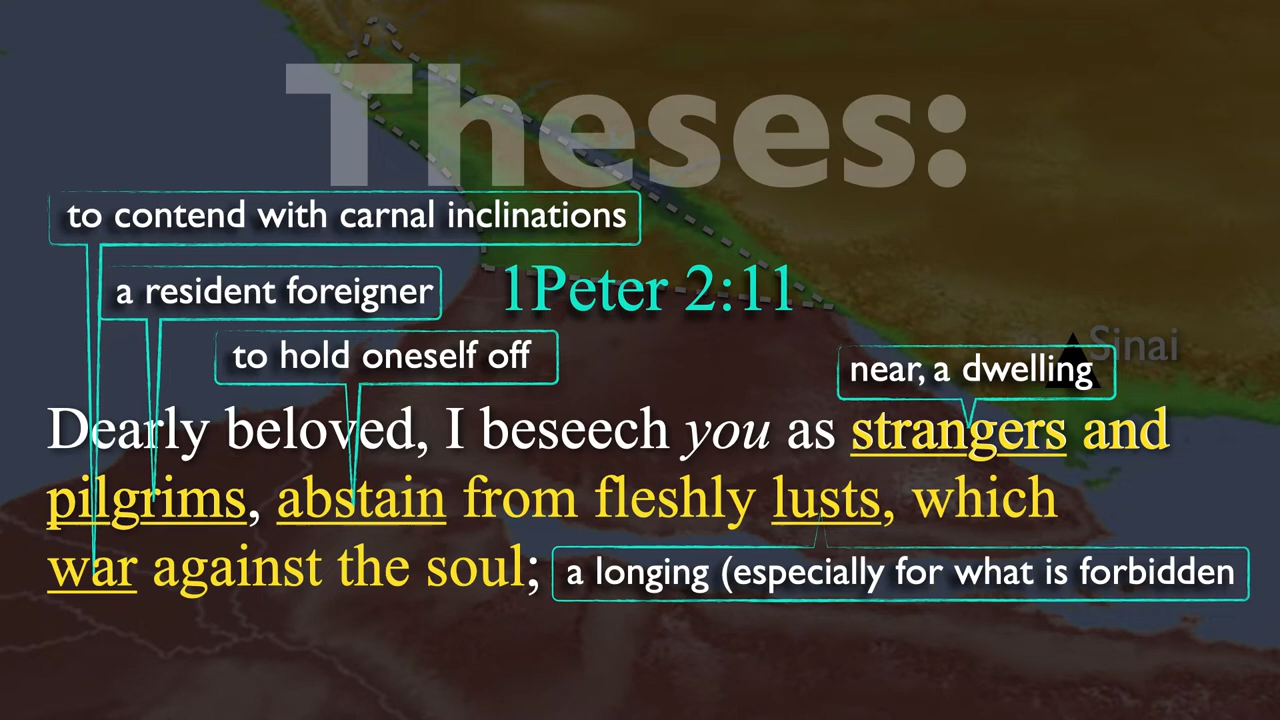 Theses:
to contend with carnal inclinations
a resident foreigner
1Peter 2:11
to hold oneself off
Sinai
near, a dwelling
Dearly beloved, I beseech you as strangers and
pilgrims, abstain from fleshly lusts, which
war against the soul;
a longing (especially for what is forbidden